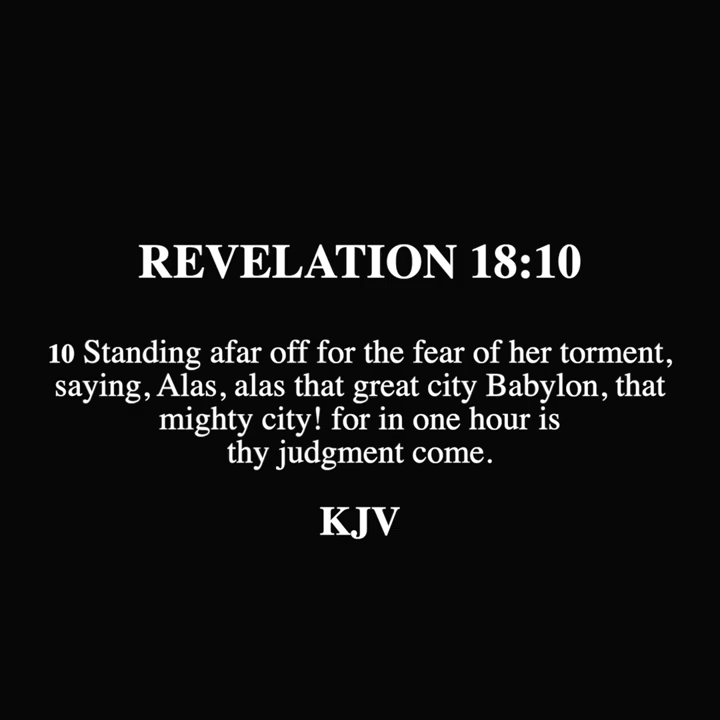 REVELATION 18:10
10 Standing afar off for the fear of her torment,
saying, Alas, alas that great city Babylon, that
mighty city! for in one hour is
thy judgment come.
KJV